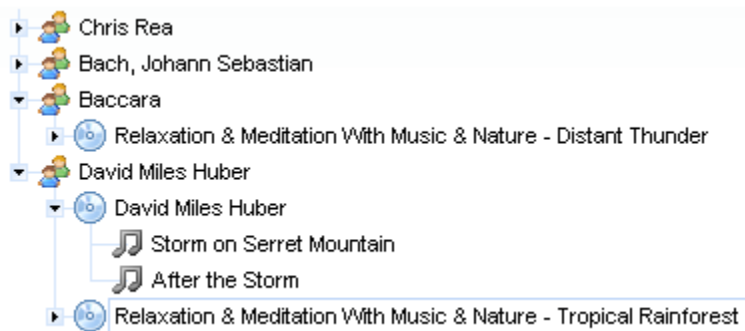 Chris Rea
Bach, Johann Sebastian
Baccara
Relaxation & Meditation With Music & Nature - Distant Thunder
David Miles Huber
David Miles Huber
Storm on Serret Mountain
After the Storm
Relaxation & Meditation With Music & Nature - Tropical Rainforest